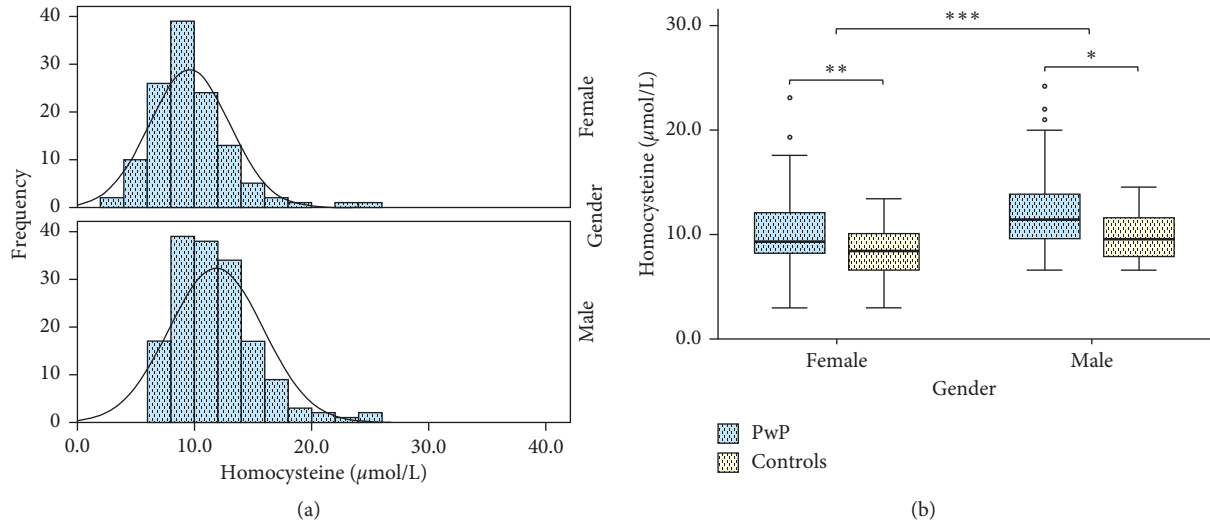 40
30
20
10
0
Female
40
30
20
10
0
Male
Frequency
Gender
0.0 10.0 20.0 30.0 40.0
Homocysteine (μmol/L)
(a)
30.0
20.0
10.0
0.0
Homocysteine (μmol/L)
***
**
*
Female Male
Gender
PwP
Controls
(b)